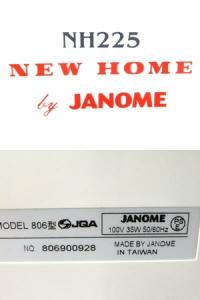 NH225
NEW HOME
by JANOME
MODEL 806型 JQA JANOME
100V 35W 50/60Hz
NO. 806900928 MADE BY JANOME
IN TAIWAN